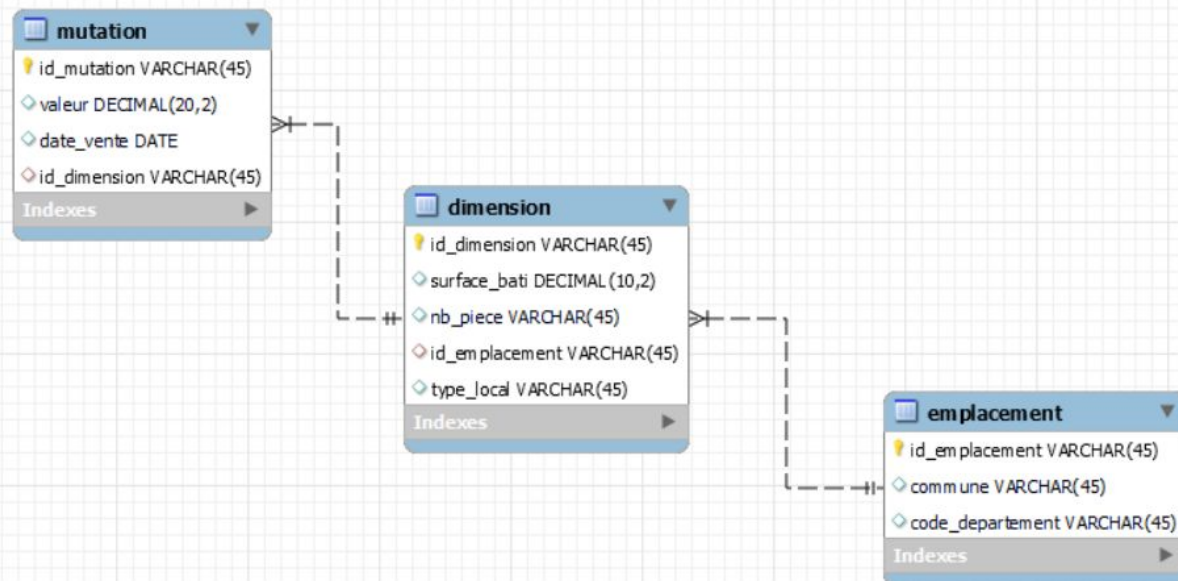 mutation
id_mutation VARCHAR(45)
valeur DECIMAL(20,2)
date_vente DATE
id_dimension VARCHAR(45)
Indexes
dimension
id_dimension VARCHAR(45)
surface_bati DECIMAL(10,2)
nb_piece VARCHAR(45)
id_emplacement VARCHAR(45)
type_local VARCHAR(45)
Indexes
emplacement
id_emplacement VARCHAR(45)
commune VARCHAR(45)
code_departement VARCHAR(45)
Indexes